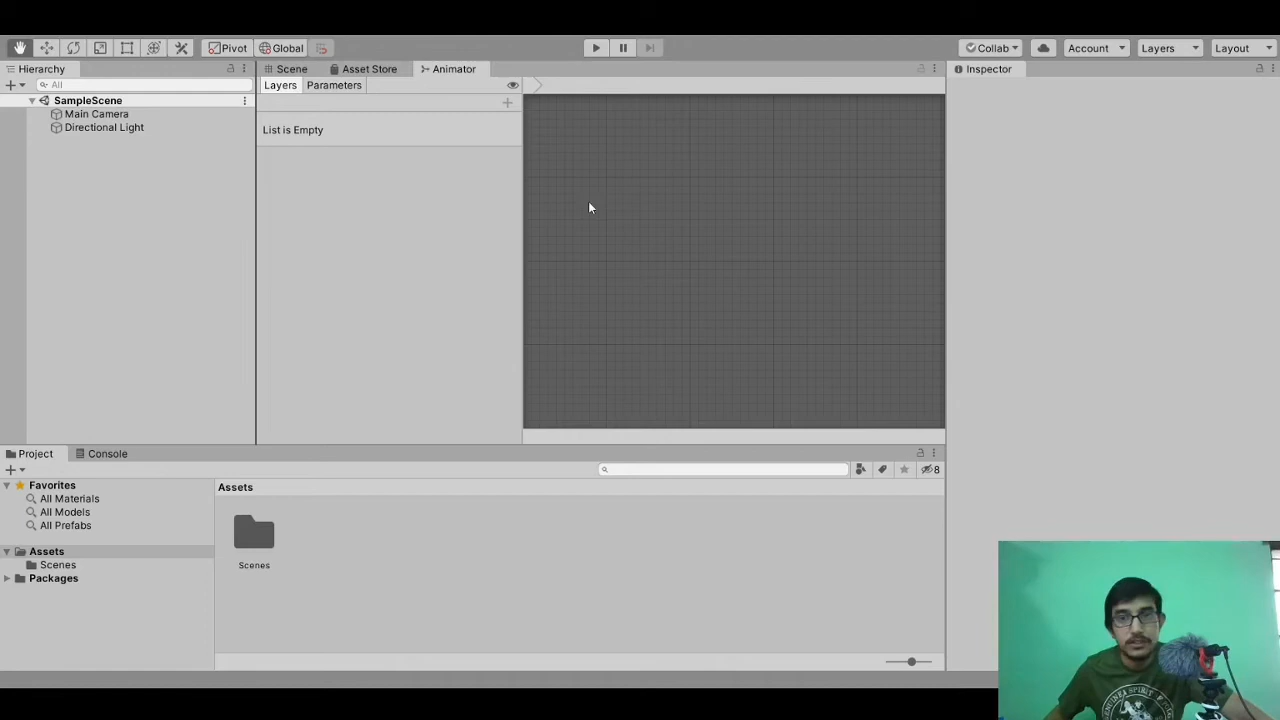 Pivot Global Collab Account Layers Layout
Hierarchy Scene Asset Store Animator Inspector
All Layers Parameters
SampleScene
Main Camera
Directional Light
List is Empty
Project Console
8
Favorites Assets
All Materials
All Models
All Prefabs
Assets
Scenes Scenes
Packages